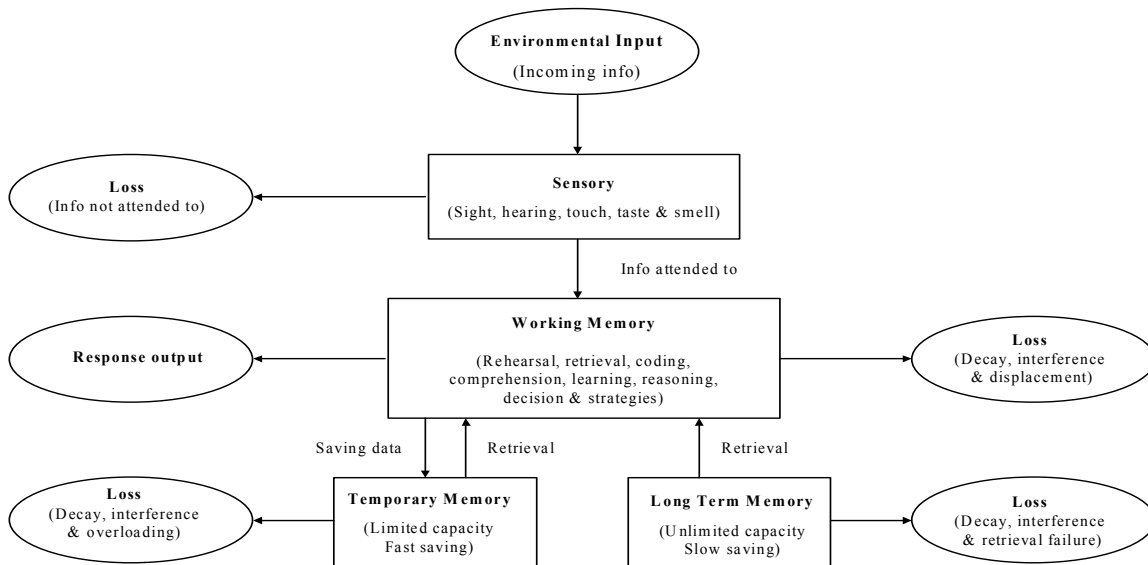 Environmental Input
(Incoming info)
Loss
(Info not attended to)
Sensory
(Sight, hearing, touch, taste & smell)
Info attended to
Response output
Working Memory
(Rehearsal, retrieval, coding,
comprehension, learning, reasoning,
decision & strategies)
Loss
(Decay, interference
& displacement)
Saving data
Retrieval
Retrieval
Loss
(Decay, interference
& overloading)
Temporary Memory
(Limited capacity
Fast saving)
Long Term Memory
(Unlimited capacity
Slow saving)
Loss
(Decay, interference
& retrieval failure)